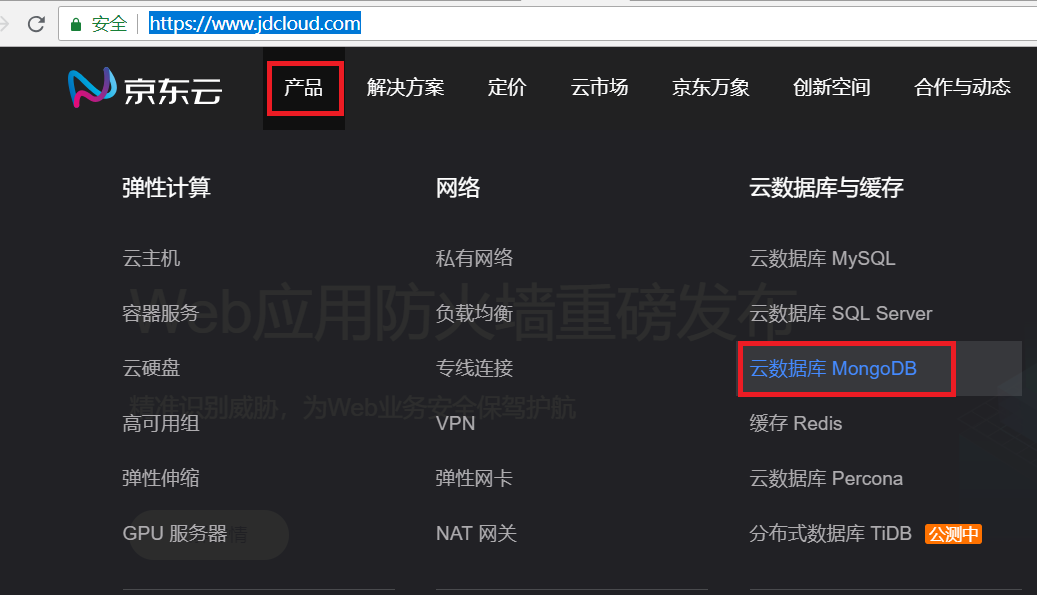 安全 https://www.jdcloud.com
京东云 产品 解决方案 定价 云市场 京东万象 创新空间 合作与动态
弹性计算 网络 云数据库与缓存
云主机 私有网络 云数据库 MySQL
Web应用防火墙重磅发布
容器服务 负载均衡 云数据库 SQL Server
云硬盘 专线连接 云数据库 MongoDB
精准识别威胁，为Web业务安全保驾护航
高可用组 VPN 缓存 Redis
弹性伸缩 弹性网卡 云数据库 Percona
GPU 服务器 NAT 网关 分布式数据库 TiDB 公测中